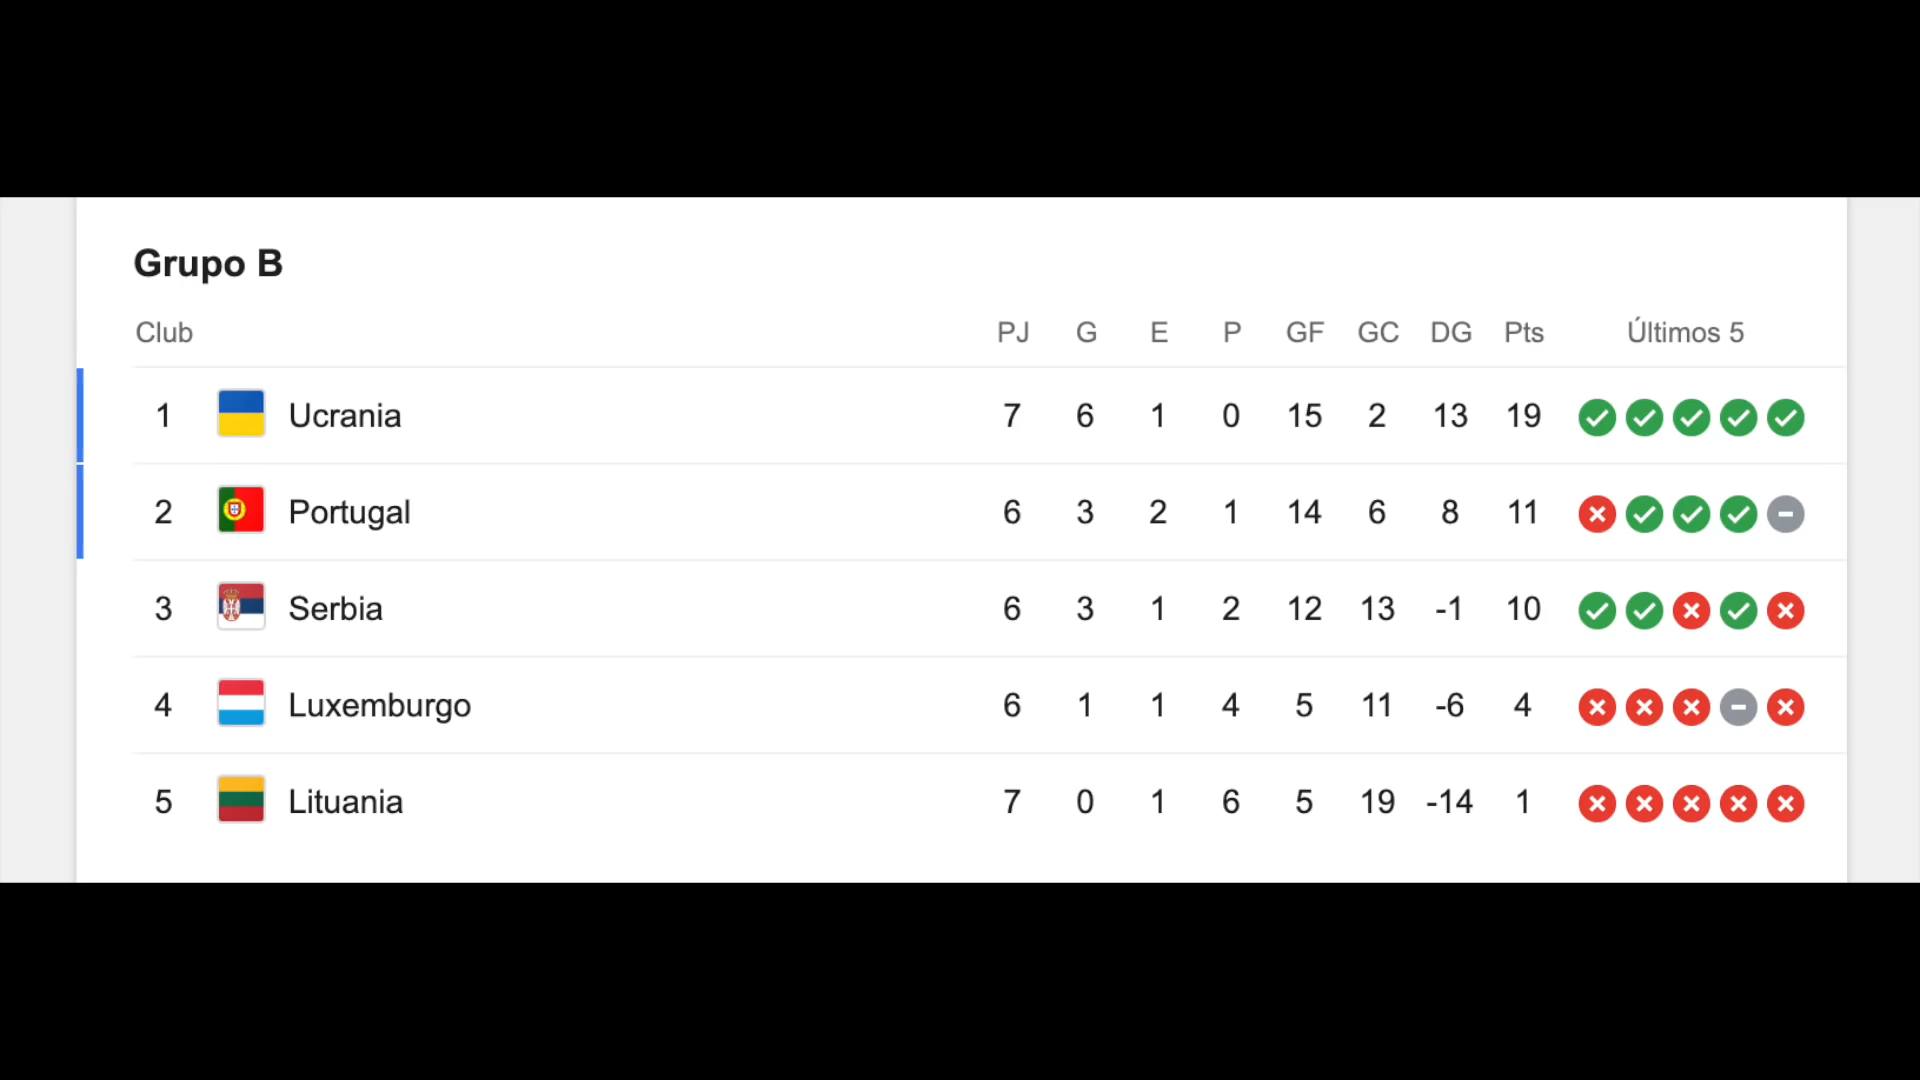 Grupo B
Club PJ G E P GF GC DG Pts Últimos 5
1 Ucrania 7 6 1 0 15 2 13 19
2 Portugal 6 3 2 1 14 6 8 11
3 Serbia 6 3 1 2 12 13 -1 10
4 Luxemburgo 6 1 1 4 5 11 -6 4
5 Lituania 7 0 1 6 5 19 -14 1